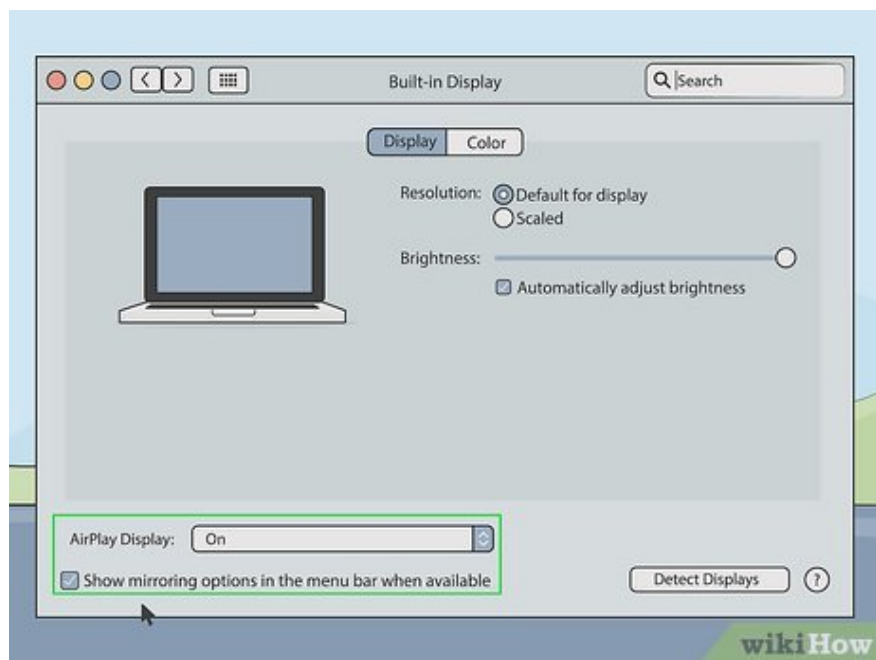 Built-in Display
Search
Display Color
Resolution: Default for display
Scaled
Brightness:
Automatically adjust brightness
AirPlay Display: On
Show mirroring options in the menu bar when available
Detect Displays ?
wikiHow